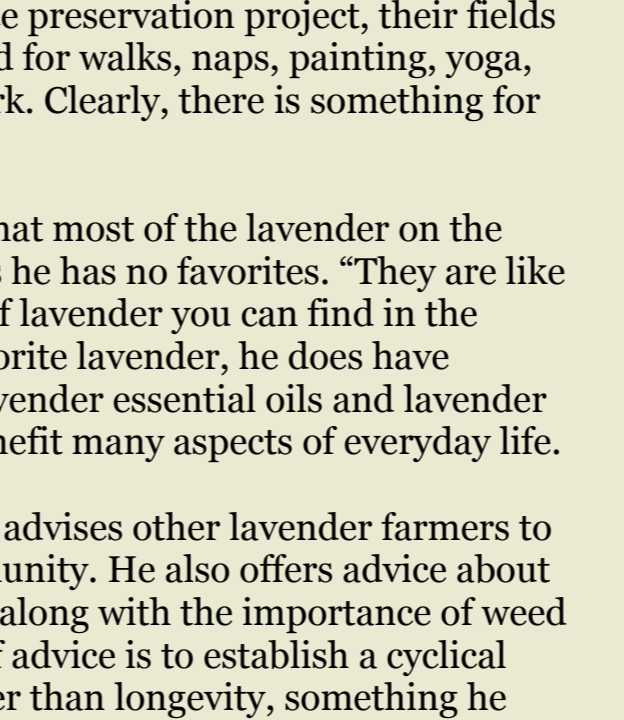 e preservation project, their fields
d for walks, naps, painting, yoga,
rk. Clearly, there is something for
hat most of the lavender on the
s he has no favorites. “They are like
f lavender you can find in the
orite lavender, he does have
vender essential oils and lavender
nefit many aspects of everyday life.
advises other lavender farmers to
unity. He also offers advice about
along with the importance of weed
f advice is to establish a cyclical
er than longevity, something he